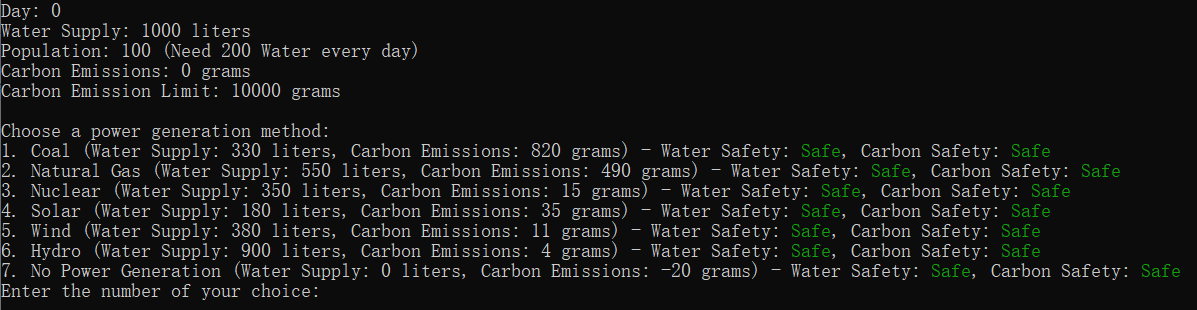 Day: 0
Water Supply: 1000 liters
Population: 100 (Need 200 Water every day)
Carbon Emissions: 0 grams
Carbon Emission Limit: 10000 grams
Choose a power generation method:
1. Coal (Water Supply: 330 liters, Carbon Emissions: 820 grams) - Water Safety: Safe, Carbon Safety: Safe
2. Natural Gas (Water Supply: 550 liters, Carbon Emissions: 490 grams) - Water Safety: Safe, Carbon Safety: Safe
3. Nuclear (Water Supply: 350 liters, Carbon Emissions: 15 grams) - Water Safety: Safe, Carbon Safety: Safe
4. Solar (Water Supply: 180 liters, Carbon Emissions: 35 grams) - Water Safety: Safe, Carbon Safety: Safe
5. Wind (Water Supply: 380 liters, Carbon Emissions: 11 grams) - Water Safety: Safe, Carbon Safety: Safe
6. Hydro (Water Supply: 900 liters, Carbon Emissions: 4 grams) - Water Safety: Safe, Carbon Safety: Safe
7. No Power Generation (Water Supply: 0 liters, Carbon Emissions: -20 grams) - Water Safety: Safe, Carbon Safety: Safe
Enter the number of your choice: